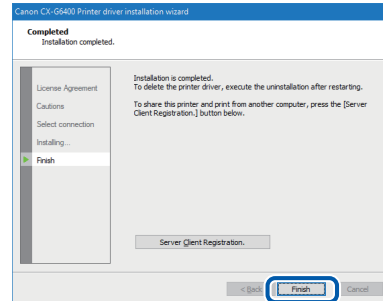 Canon CX-G6400 Printer driver installation wizard
Completed
Installation completed.
License Agreement
Cautions
Select connection
Installing...
Finish
Installation is completed.
To delete the printer driver, execute the uninstallation after restarting.
To share this printer and print from another computer, press the [Server
Client Registration.] button below.
Server Client Registration.
< Back
Finish
Cancel